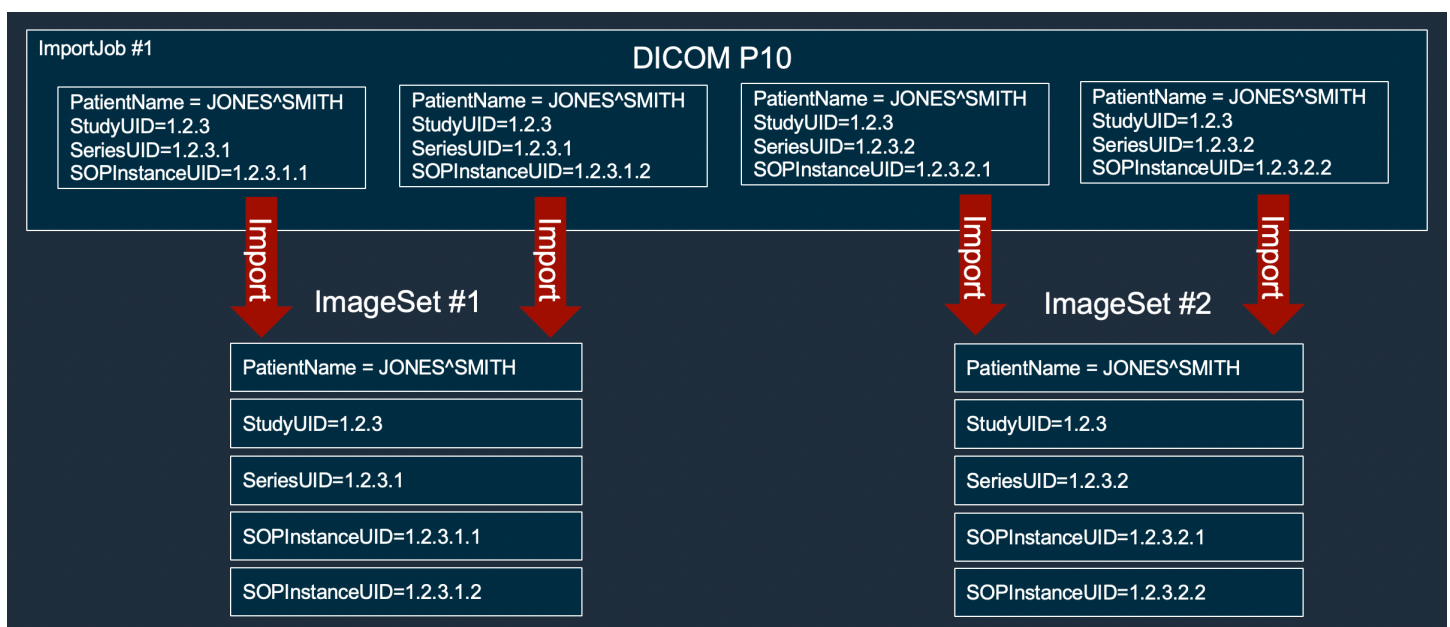 ImportJob #1
DICOM P10
PatientName = JONES^SMITH
StudyUID=1.2.3
SeriesUID=1.2.3.1
SOPInstanceUID=1.2.3.1.1
PatientName = JONES^SMITH
StudyUID=1.2.3
SeriesUID=1.2.3.1
SOPInstanceUID=1.2.3.1.2
PatientName = JONES^SMITH
StudyUID=1.2.3
SeriesUID=1.2.3.2
SOPInstanceUID=1.2.3.2.1
PatientName = JONES^SMITH
StudyUID=1.2.3
SeriesUID=1.2.3.2
SOPInstanceUID=1.2.3.2.2
Import
Import
Import
Import
ImageSet #1
PatientName = JONES^SMITH
StudyUID=1.2.3
SeriesUID=1.2.3.1
SOPInstanceUID=1.2.3.1.1
SOPInstanceUID=1.2.3.1.2
ImageSet #2
PatientName = JONES^SMITH
StudyUID=1.2.3
SeriesUID=1.2.3.2
SOPInstanceUID=1.2.3.2.1
SOPInstanceUID=1.2.3.2.2